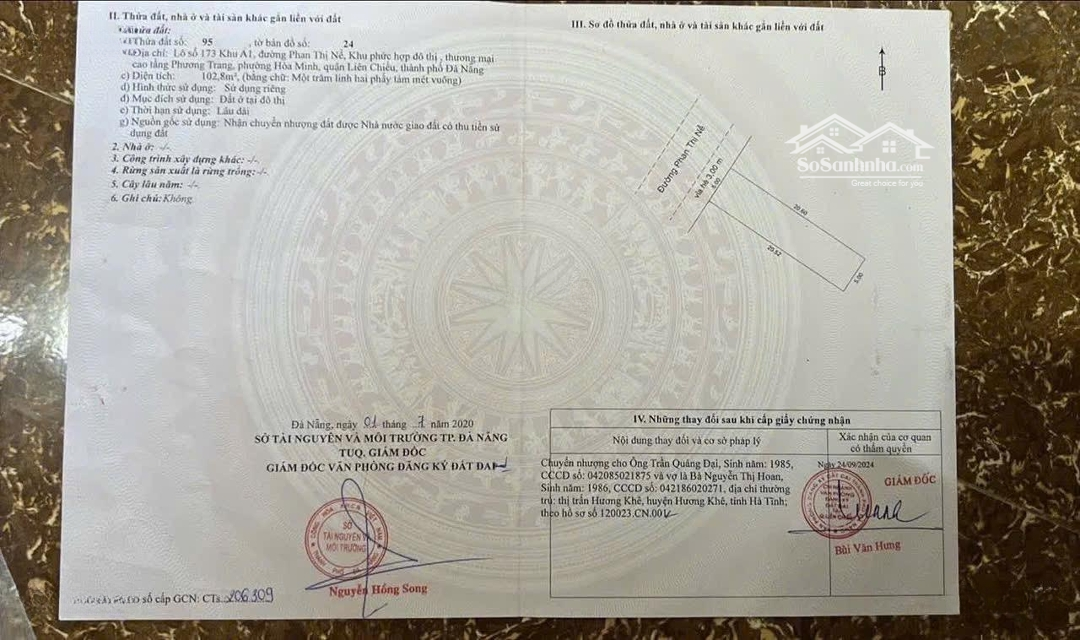 II. Thửa đất, nhà ở và tài sản khác gắn liền với đất
1. Thửa đất:
a) Thửa đất số: 95 , tờ bản đồ số: 24
b) Địa chỉ: Lô số 173 Khu A1, đường Phan Thị Nể, Khu phức hợp đô thị, thương mại
cao tầng Phương Trang, phường Hòa Minh, quận Liên Chiểu, thành phố Đà Nẵng
c) Diện tích: 102,8m², (bằng chữ: Một trăm linh hai phẩy tám mét vuông)
d) Hình thức sử dụng: Sử dụng riêng
đ) Mục đích sử dụng: Đất ở tại đô thị
e) Thời hạn sử dụng: Lâu dài
g) Nguồn gốc sử dụng: Nhận chuyển nhượng đất được Nhà nước giao đất có thu tiền sử
dụng đất
2. Nhà ở: -/-
3. Công trình xây dựng khác: -/-
4. Rừng sản xuất là rừng trồng:-/-
5. Cây lâu năm: -/-
6. Ghi chú: Không
III. Sơ đồ thửa đất, nhà ở và tài sản khác gắn liền với đất
B
Đường Phan Thị Nể
vỉa hè 3,00 m
5.00
20.60
20.52
5.00
SoSanhnha.com
Great choice for you
Đà Nẵng, ngày 01 tháng 7 năm 2020
SỞ TÀI NGUYÊN VÀ MÔI TRƯỜNG TP. ĐÀ NẴNG
TUQ. GIÁM ĐỐC
GIÁM ĐỐC VĂN PHÒNG ĐĂNG KÝ ĐẤT ĐAI
SỞ
TÀI NGUYÊN VÀ
MÔI TRƯỜNG
Nguyễn Hồng Song
số cấp GCN: CTs 206309
IV. Những thay đổi sau khi cấp giấy chứng nhận
Nội dung thay đổi và cơ sở pháp lý
Xác nhận của cơ quan
có thẩm quyền
Chuyển nhượng cho Ông Trần Quảng Đại, Sinh năm: 1985,
CCCD số: 042085021875 và vợ là Bà Nguyễn Thị Hoan,
Sinh năm: 1986, CCCD số: 042186020271, địa chỉ thường
trú: thị trấn Hương Khê, huyện Hương Khê, tỉnh Hà Tĩnh;
theo hồ sơ số 120023.CN.001
Ngày 24/09/2024
GIÁM ĐỐC
Bùi Văn Hưng